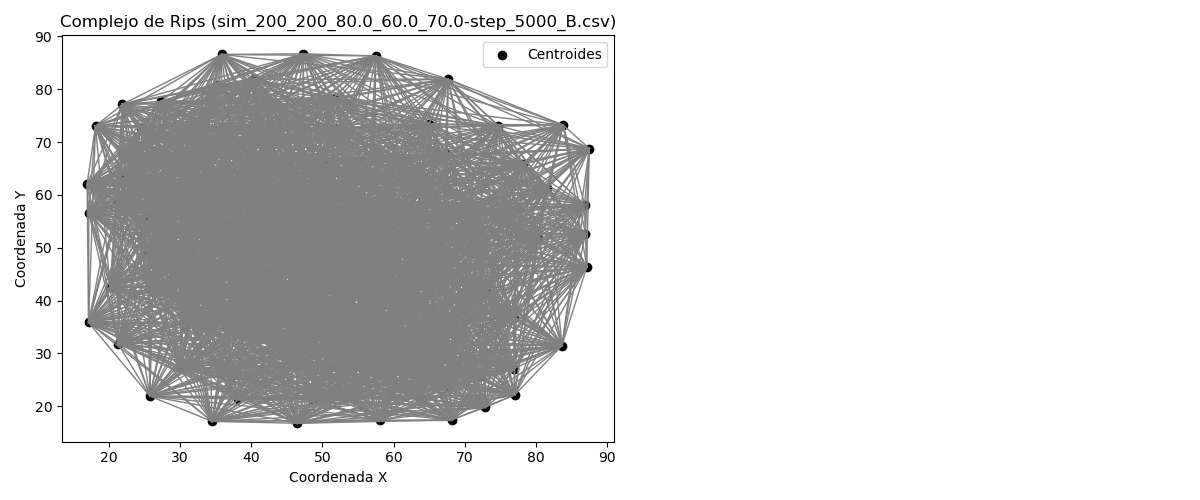 Complejo de Rips (sim_200_200_80.0_60.0_70.0-step_5000_B.csv)
Centroides
90
80
70
60
50
40
30
20
Coordenada Y
20 30 40 50 60 70 80 90
Coordenada X